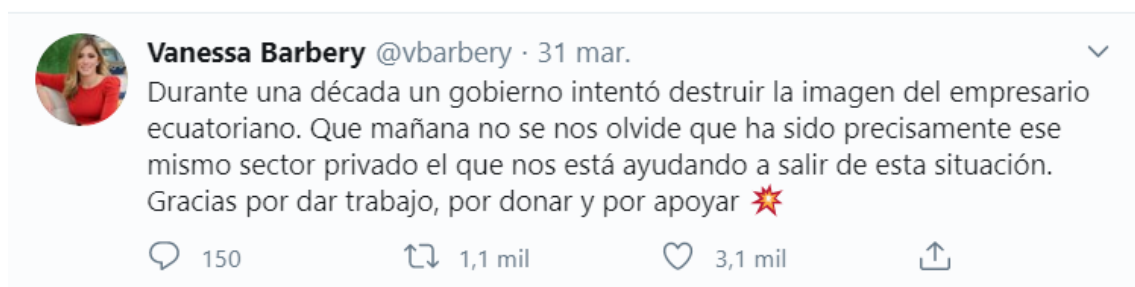 Vanessa Barbery @vbarbery · 31 mar.
Durante una década un gobierno intentó destruir la imagen del empresario
ecuatoriano. Que mañana no se nos olvide que ha sido precisamente ese
mismo sector privado el que nos está ayudando a salir de esta situación.
Gracias por dar trabajo, por donar y por apoyar 💥
150 1,1 mil 3,1 mil